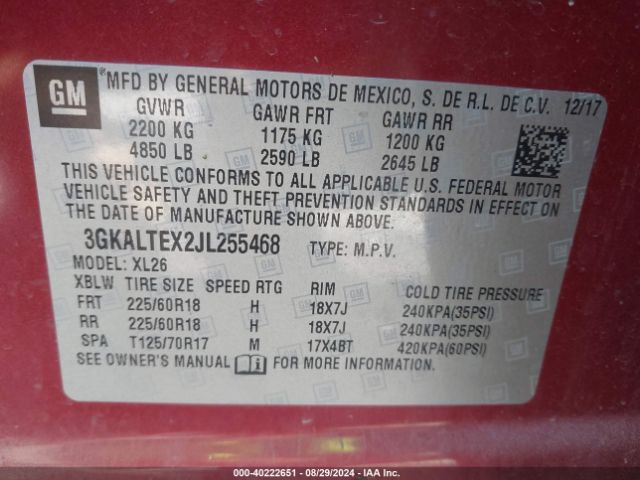 GM
®MFD BY GENERAL MOTORS DE MEXICO, S. DE R.L. DE C.V. 12/17
GVWR GAWR FRT GAWR RR
2200 KG 1175 KG 1200 KG
4850 LB 2590 LB 2645 LB
THIS VEHICLE CONFORMS TO ALL APPLICABLE U.S. FEDERAL MOTOR
VEHICLE SAFETY AND THEFT PREVENTION STANDARDS IN EFFECT ON
THE DATE OF MANUFACTURE SHOWN ABOVE.
3GKALTEX2JL255468 TYPE: M.P.V.
MODEL: XL26
XBLW TIRE SIZE SPEED RTG RIM COLD TIRE PRESSURE
FRT 225/60R18 H 18X7J 240KPA(35PSI)
RR 225/60R18 H 18X7J 240KPA(35PSI)
SPA T125/70R17 M 17X4BT 420KPA(60PSI)
SEE OWNER'S MANUAL i FOR MORE INFORMATION.
000-40222651 - 08/29/2024 - IAA Inc.